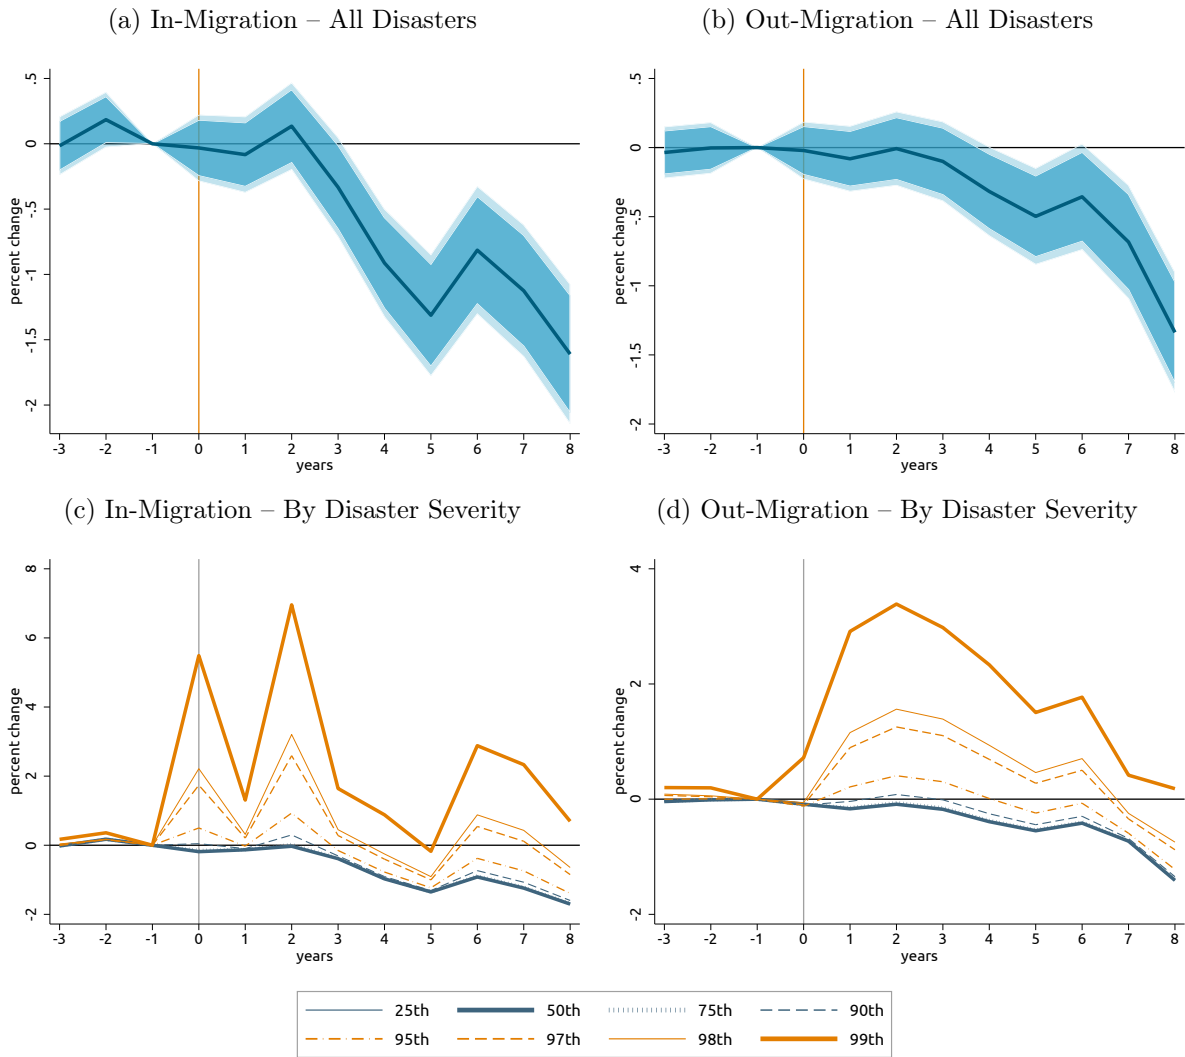 (a) In-Migration – All Disasters
(b) Out-Migration – All Disasters
percent change
.5
0
-.5
-1
-1.5
-2
-3 -2 -1 0 1 2 3 4 5 6 7 8
years
percent change
.5
0
-.5
-1
-1.5
-2
-3 -2 -1 0 1 2 3 4 5 6 7 8
years
(c) In-Migration – By Disaster Severity
(d) Out-Migration – By Disaster Severity
percent change
8
6
4
2
0
-2
-3 -2 -1 0 1 2 3 4 5 6 7 8
years
percent change
4
2
0
-2
-3 -2 -1 0 1 2 3 4 5 6 7 8
years
25th 50th 75th 90th
95th 97th 98th 99th